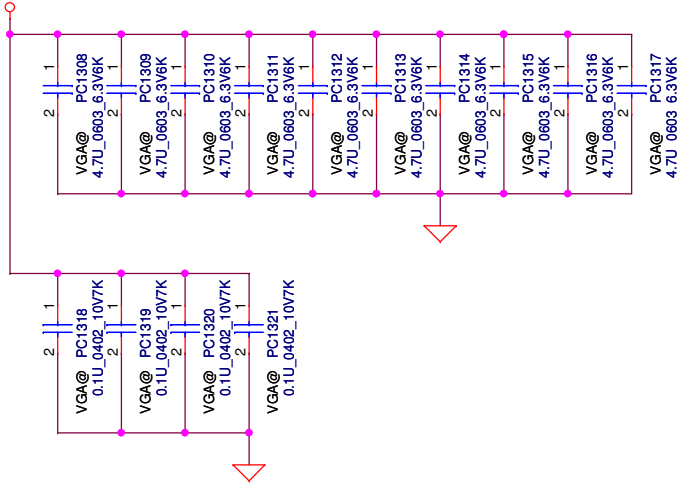 1
2
VGA@ PC1308
4.7U_0603_6.3V6K
1
2
VGA@ PC1309
4.7U_0603_6.3V6K
1
2
VGA@ PC1310
4.7U_0603_6.3V6K
1
2
VGA@ PC1311
4.7U_0603_6.3V6K
1
2
VGA@ PC1312
4.7U_0603_6.3V6K
1
2
VGA@ PC1313
4.7U_0603_6.3V6K
1
2
VGA@ PC1314
4.7U_0603_6.3V6K
1
2
VGA@ PC1315
4.7U_0603_6.3V6K
1
2
VGA@ PC1316
4.7U_0603_6.3V6K
1
2
VGA@ PC1317
4.7U_0603_6.3V6K
1
2
VGA@ PC1318
0.1U_0402_10V7K
1
2
VGA@ PC1319
0.1U_0402_10V7K
1
2
VGA@ PC1320
0.1U_0402_10V7K
1
2
VGA@ PC1321
0.1U_0402_10V7K